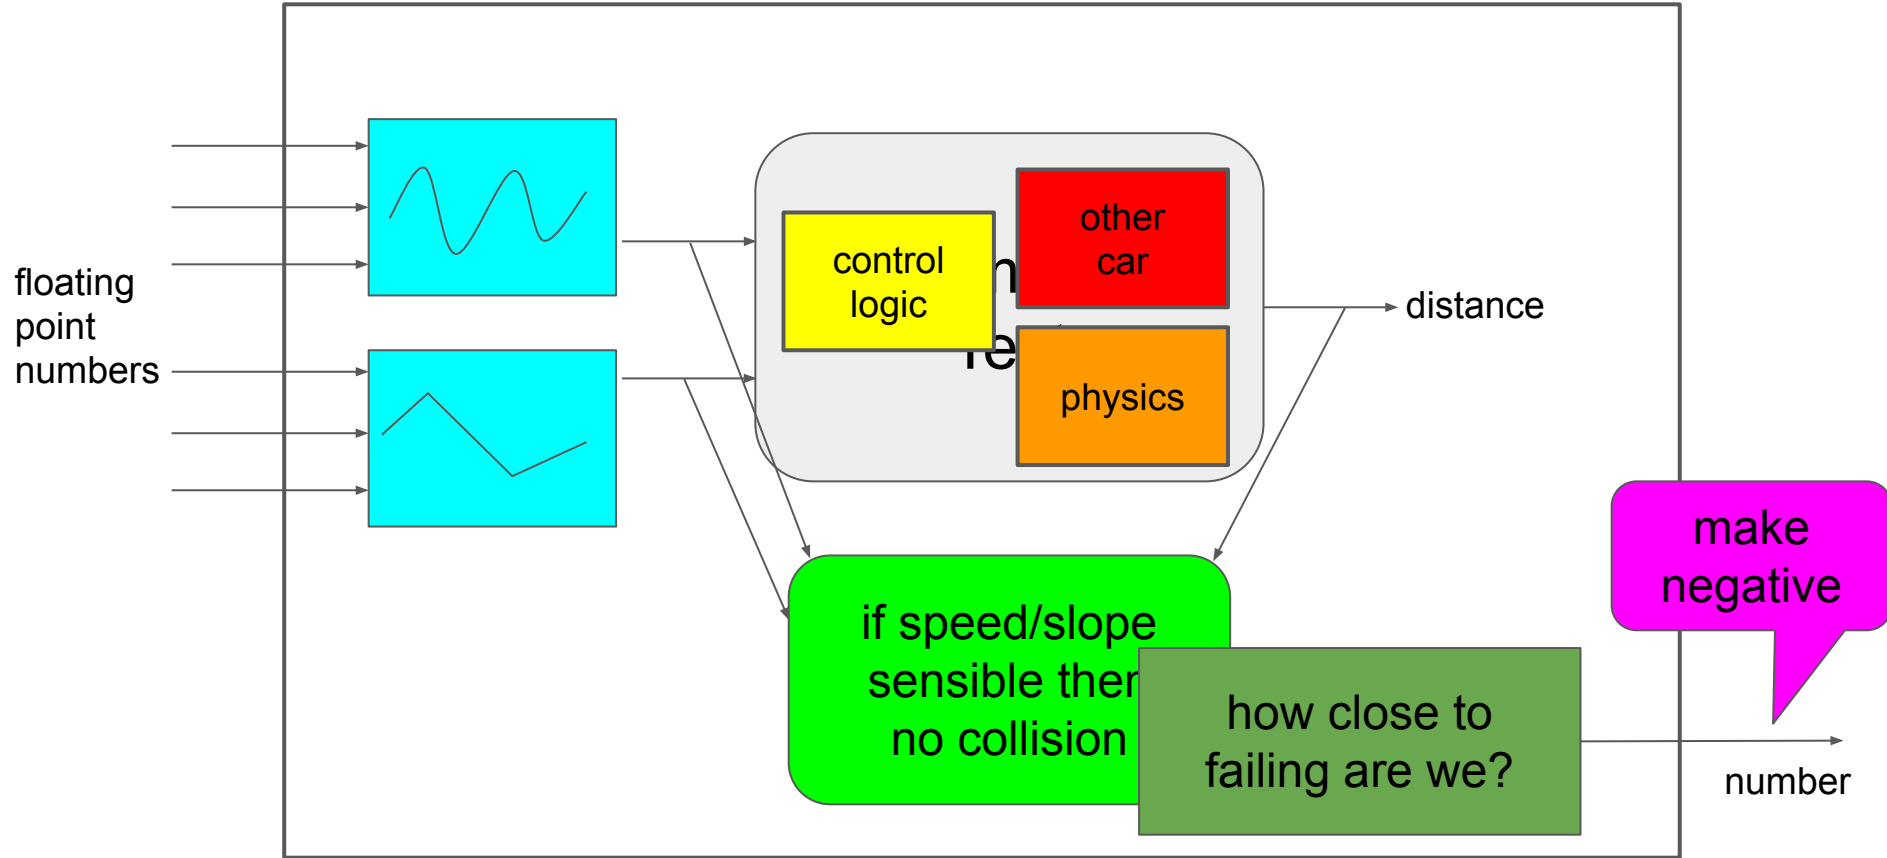 floating
point
numbers
control
logic
other
car
physics
distance
if speed/slope
sensible then
no collision
how close to
failing are we?
make
negative
number